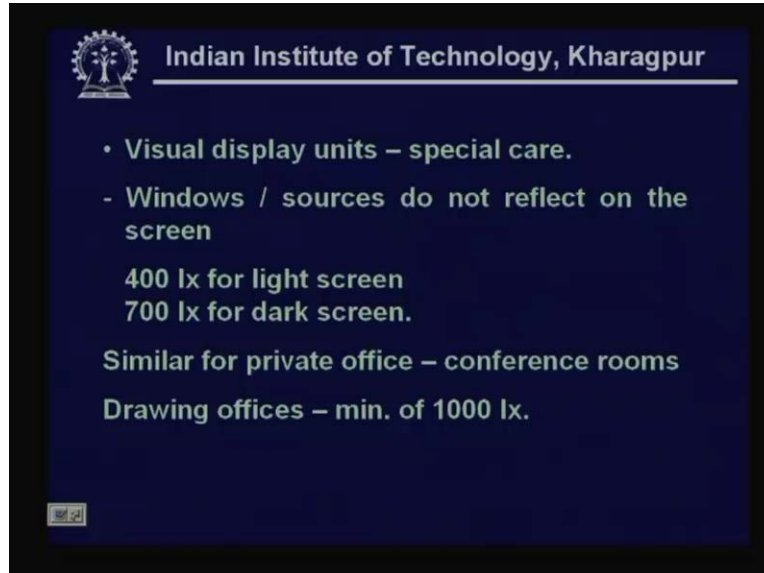 Indian Institute of Technology, Kharagpur
• Visual display units – special care.
- Windows / sources do not reflect on the
screen
400 lx for light screen
700 lx for dark screen.
Similar for private office – conference rooms
Drawing offices – min. of 1000 lx.